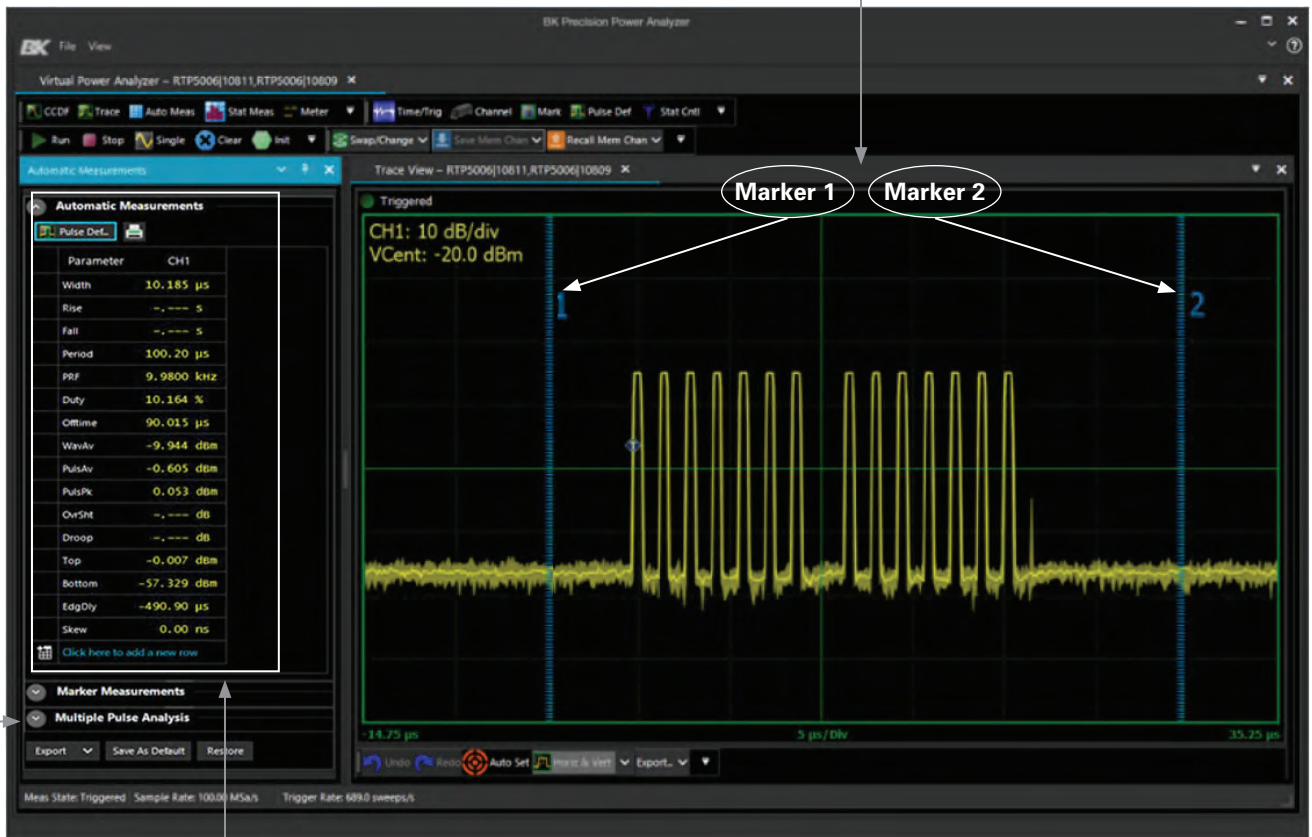 BK Precision Power Analyzer
BK File View
Virtual Power Analyzer – RTP5006|10811,RTP5006|10809
CCDF Trace Auto Meas Stat Meas Meter Time/Trig Channel Mark Pulse Def Stat Cntl
Run Stop Single Clear Init Swap/Change Save Mem Chan Recall Mem Chan
Automatic Measurements
Trace View – RTP5006|10811,RTP5006|10809
Automatic Measurements
Pulse Def...
Parameter CH1
Width 10.185 µs
Rise -.--- s
Fall -.--- s
Period 100.20 µs
PRF 9.9800 kHz
Duty 10.164 %
Offtime 90.015 µs
WavAv -9.944 dBm
PulsAv -0.605 dBm
PulsPk 0.053 dBm
OvrSht -.--- dB
Droop -.--- dB
Top -0.007 dBm
Bottom -57.329 dBm
EdgDly -490.90 µs
Skew 0.00 ns
Click here to add a new row
Marker Measurements
Multiple Pulse Analysis
Export Save As Default Restore
Triggered
CH1: 10 dB/div
VCent: -20.0 dBm
Marker 1 Marker 2
1 2
-14.75 µs 5 µs/Div 35.25 µs
Undo Redo Auto Set Horiz & Vert Export...
Meas State: Triggered Sample Rate: 100.00 MSa/s Trigger Rate: 689.0 sweeps/s